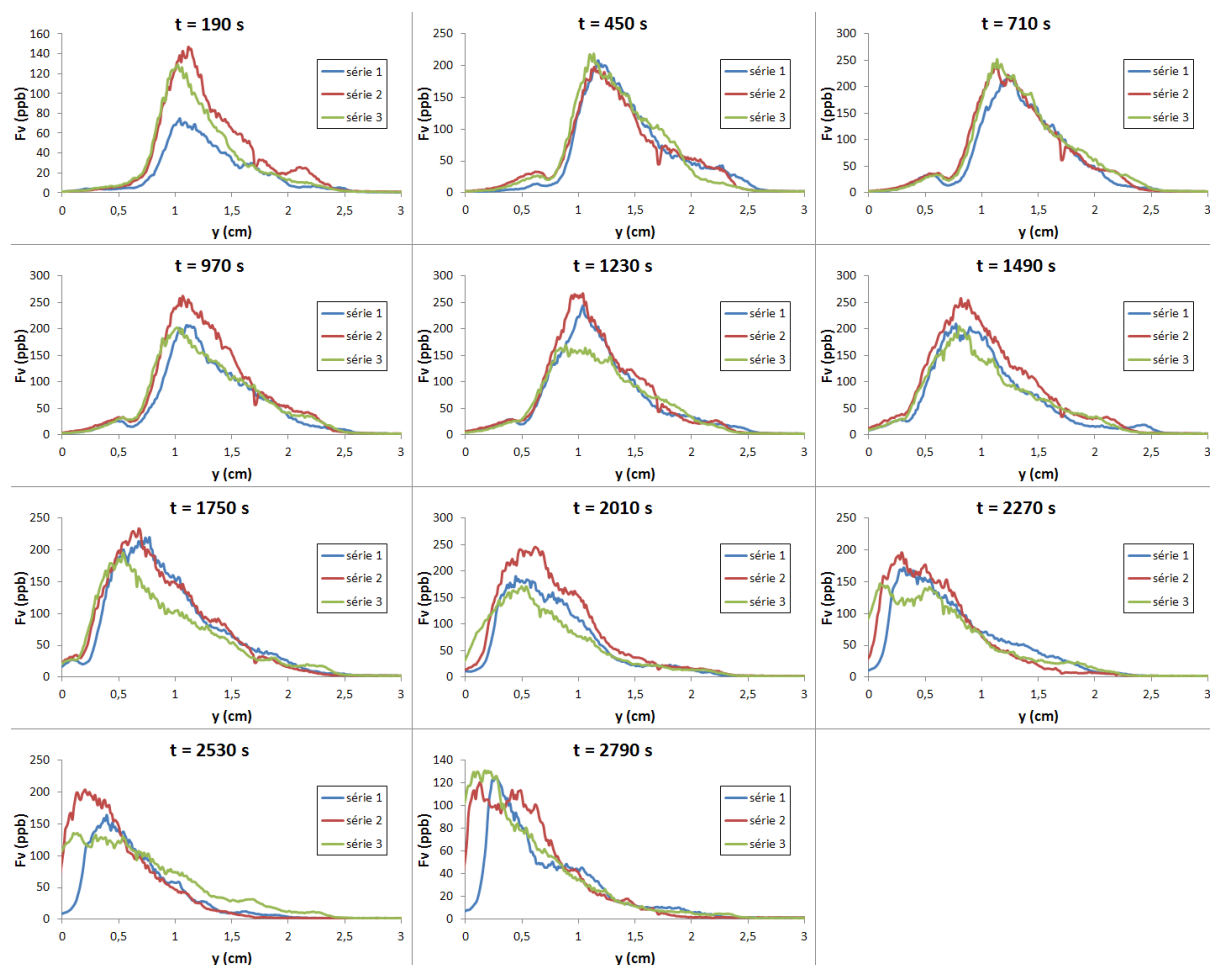 t = 190 s
Fv (ppb)
160
140
120
100
80
60
40
20
0
0 0,5 1 1,5 2 2,5 3
y (cm)
série 1
série 2
série 3
t = 450 s
Fv (ppb)
250
200
150
100
50
0
0 0,5 1 1,5 2 2,5 3
y (cm)
série 1
série 2
série 3
t = 710 s
Fv (ppb)
300
250
200
150
100
50
0
0 0,5 1 1,5 2 2,5 3
y (cm)
série 1
série 2
série 3
t = 970 s
Fv (ppb)
300
250
200
150
100
50
0
0 0,5 1 1,5 2 2,5 3
y (cm)
série 1
série 2
série 3
t = 1230 s
Fv (ppb)
300
250
200
150
100
50
0
0 0,5 1 1,5 2 2,5 3
y (cm)
série 1
série 2
série 3
t = 1490 s
Fv (ppb)
300
250
200
150
100
50
0
0 0,5 1 1,5 2 2,5 3
y (cm)
série 1
série 2
série 3
t = 1750 s
Fv (ppb)
250
200
150
100
50
0
0 0,5 1 1,5 2 2,5 3
y (cm)
série 1
série 2
série 3
t = 2010 s
Fv (ppb)
300
250
200
150
100
50
0
0 0,5 1 1,5 2 2,5 3
y (cm)
série 1
série 2
série 3
t = 2270 s
Fv (ppb)
250
200
150
100
50
0
0 0,5 1 1,5 2 2,5 3
y (cm)
série 1
série 2
série 3
t = 2530 s
Fv (ppb)
250
200
150
100
50
0
0 0,5 1 1,5 2 2,5 3
y (cm)
série 1
série 2
série 3
t = 2790 s
Fv (ppb)
140
120
100
80
60
40
20
0
0 0,5 1 1,5 2 2,5 3
y (cm)
série 1
série 2
série 3